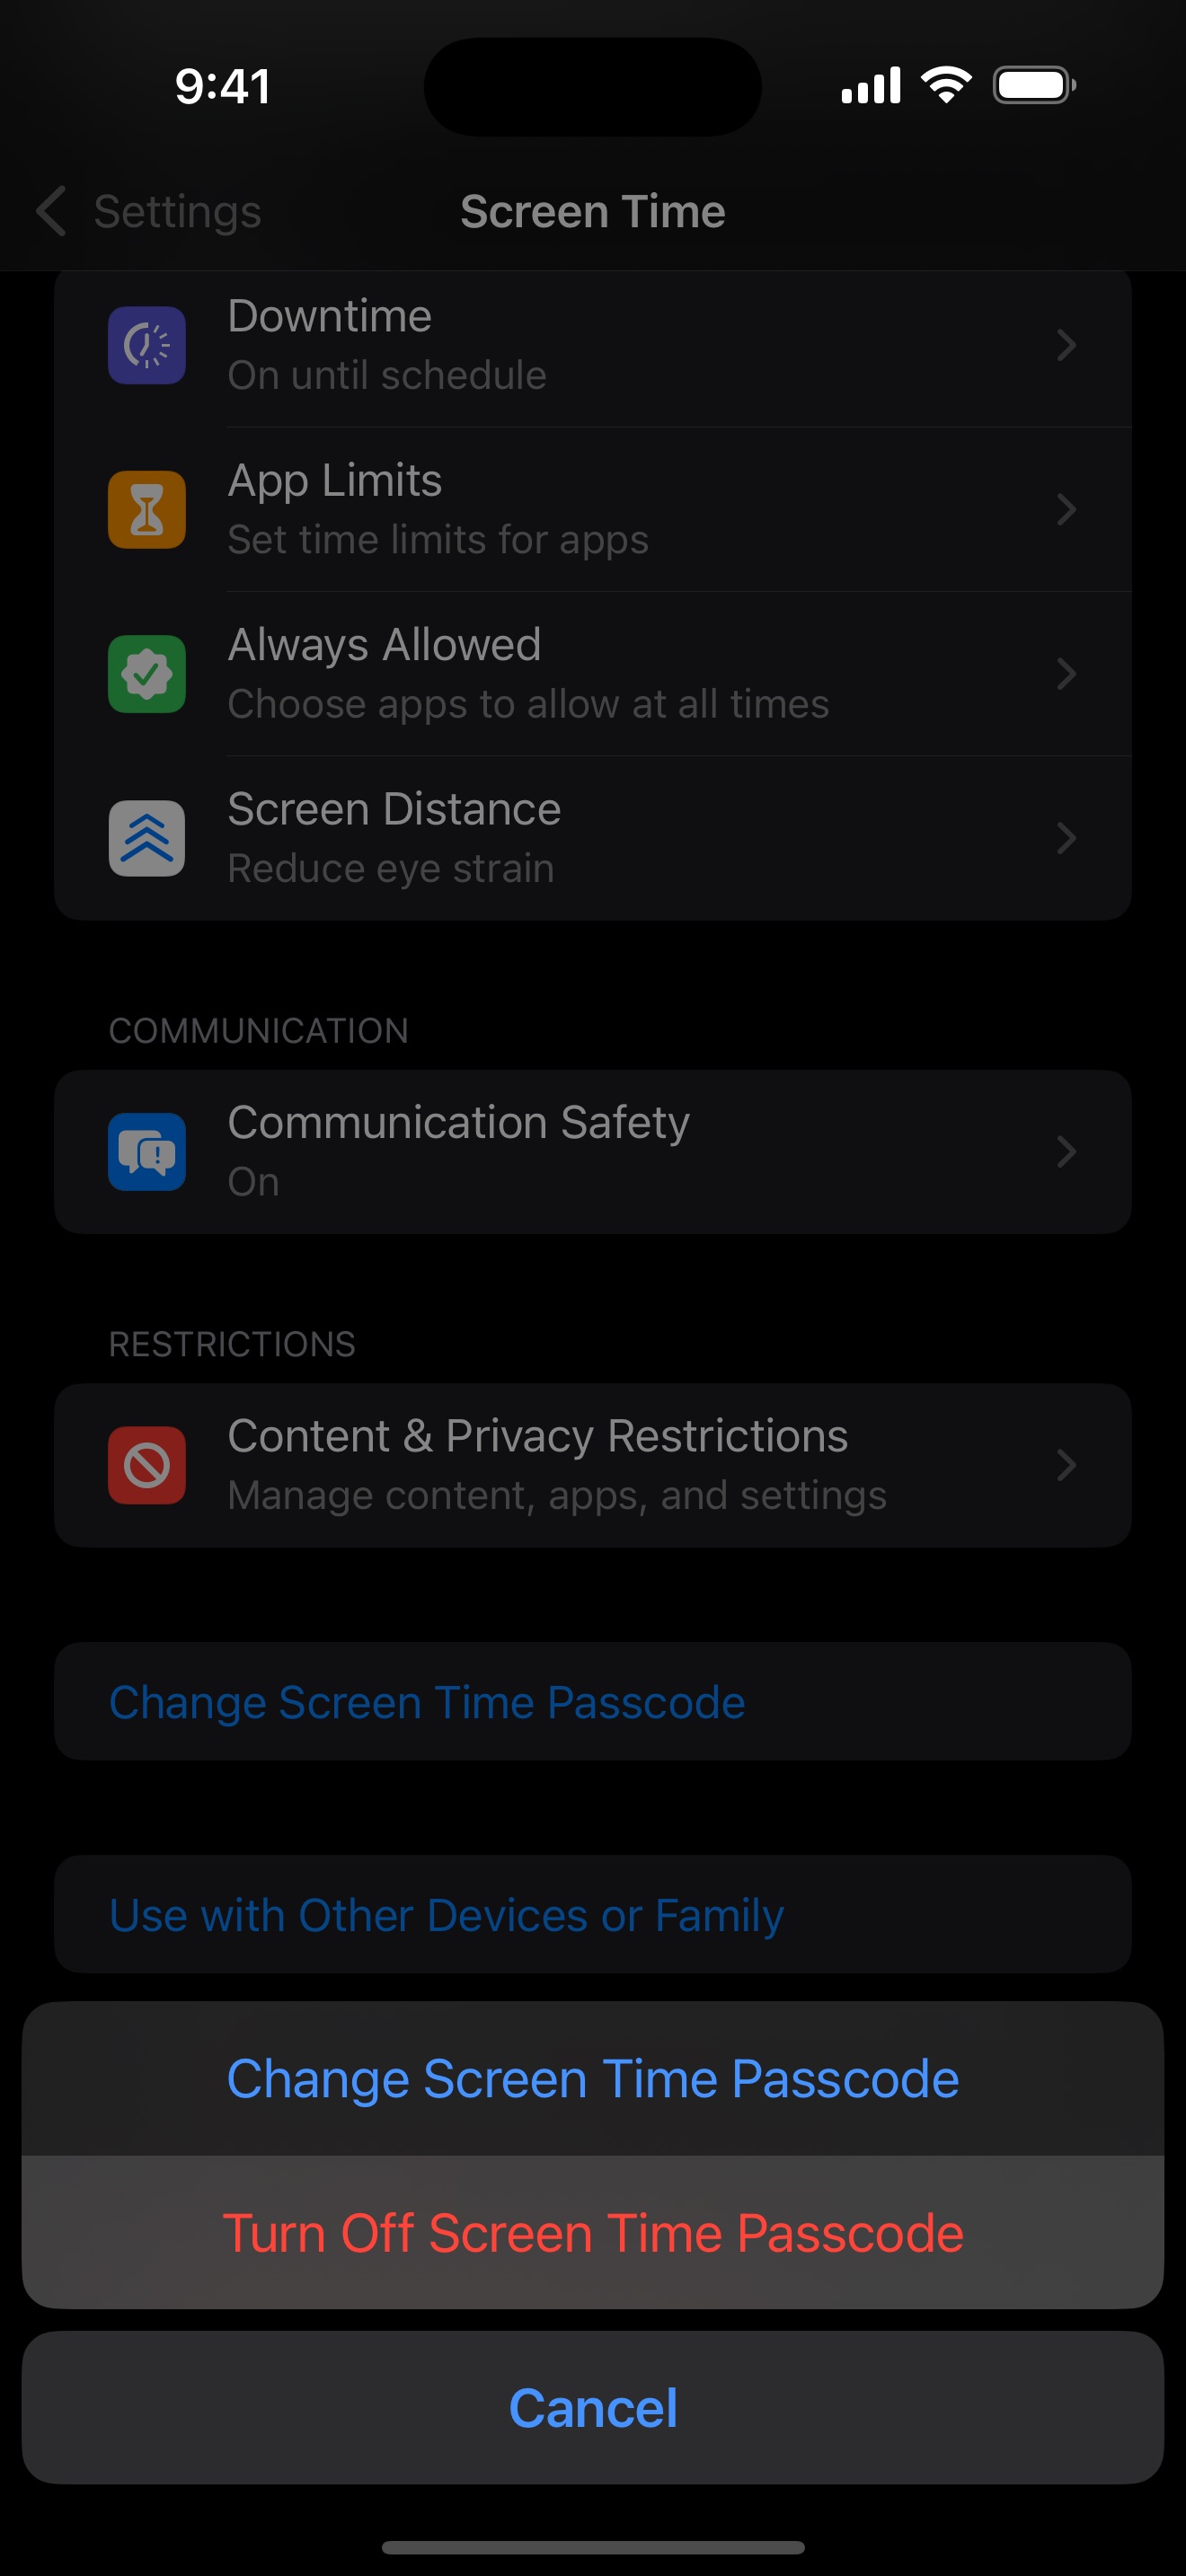 9:41
Settings
Screen Time
Downtime
On until schedule
App Limits
Set time limits for apps
Always Allowed
Choose apps to allow at all times
Screen Distance
Reduce eye strain
COMMUNICATION
Communication Safety
On
RESTRICTIONS
Content & Privacy Restrictions
Manage content, apps, and settings
Change Screen Time Passcode
Use with Other Devices or Family
Change Screen Time Passcode
Turn Off Screen Time Passcode
Cancel